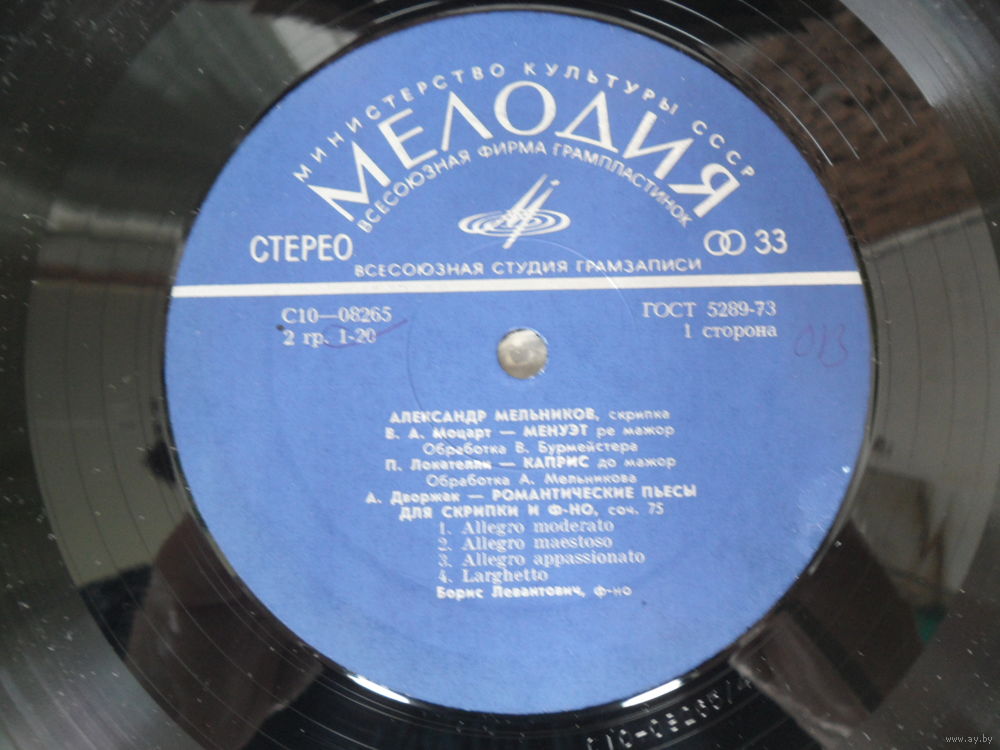 МИНИСТЕРСТВО КУЛЬТУРЫ СССР
МЕЛОДИЯ
ВСЕСОЮЗНАЯ ФИРМА ГРАМПЛАСТИНОК
СТЕРЕО
33
ВСЕСОЮЗНАЯ СТУДИЯ ГРАМЗАПИСИ
С10—08265
ГОСТ 5289-73
2 гр. 1-20
1 сторона
АЛЕКСАНДР МЕЛЬНИКОВ, скрипка
В. А. Моцарт — МЕНУЭТ ре мажор
Обработка В. Бурмейстера
П. Локателли — КАПРИС до мажор
Обработка А. Мельникова
А. Дворжак — РОМАНТИЧЕСКИЕ ПЬЕСЫ
ДЛЯ СКРИПКИ И Ф-НО, соч. 75
1. Allegro moderato
2. Allegro maestoso
3. Allegro appassionato
4. Larghetto
Борис Левантович, ф-но
www.ay.by